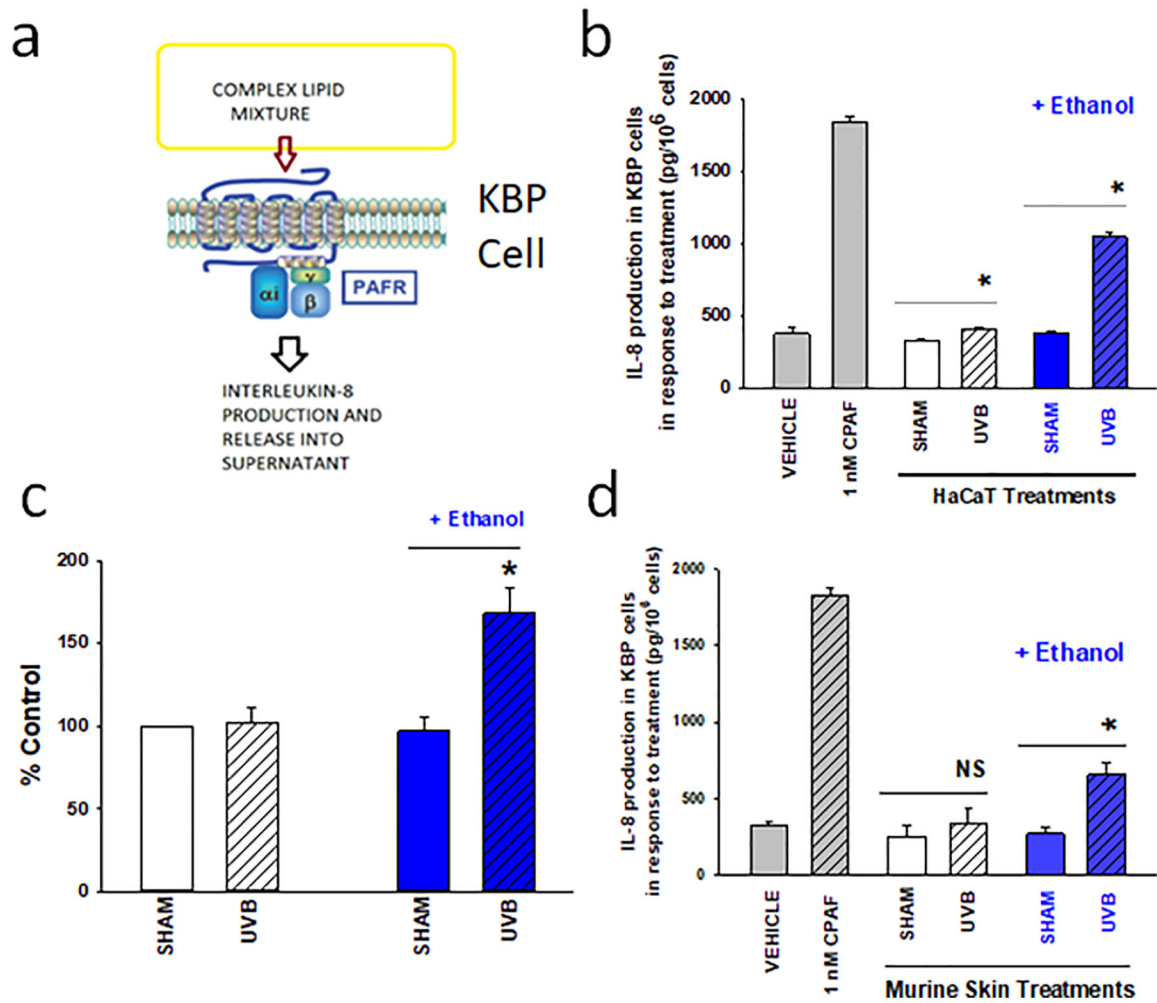 a
COMPLEX LIPID
MIXTURE
KBP
Cell
αi
γ
β
PAFR
INTERLEUKIN-8
PRODUCTION AND
RELEASE INTO
SUPERNATANT
b
IL-8 production in KBP cells
in response to treatment (pg/10⁶ cells)
2000
1500
1000
500
0
+ Ethanol
*
*
VEHICLE
1 nM CPAF
SHAM
UVB
SHAM
UVB
HaCaT Treatments
c
+ Ethanol
% Control
200
150
100
50
0
*
SHAM
UVB
SHAM
UVB
d
IL-8 production in KBP cells
in response to treatment (pg/10 cells)
2000
1500
1000
500
0
+ Ethanol
NS
*
VEHICLE
1 nM CPAF
SHAM
UVB
SHAM
UVB
Murine Skin Treatments